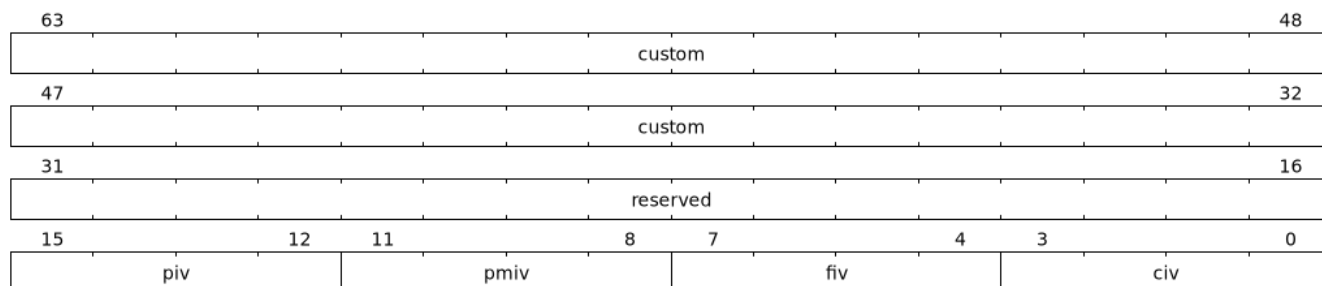 63 48
custom
47 32
custom
31 16
reserved
15 12 11 8 7 4 3 0
piv pmiv fiv civ